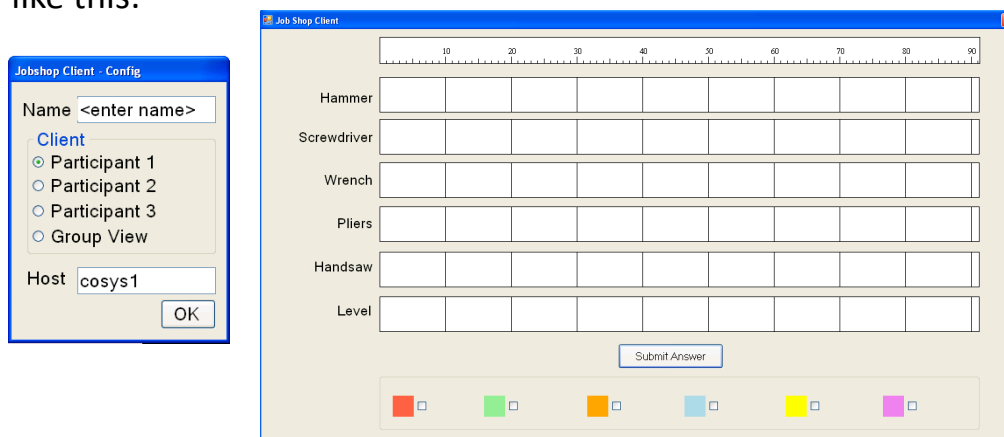 like this:
Jobshop Client - Config
Name <enter name>
Client
Participant 1
Participant 2
Participant 3
Group View
Host cosys1
OK
Job Shop Client
10 20 30 40 50 60 70 80 90
Hammer
Screwdriver
Wrench
Pliers
Handsaw
Level
Submit Answer